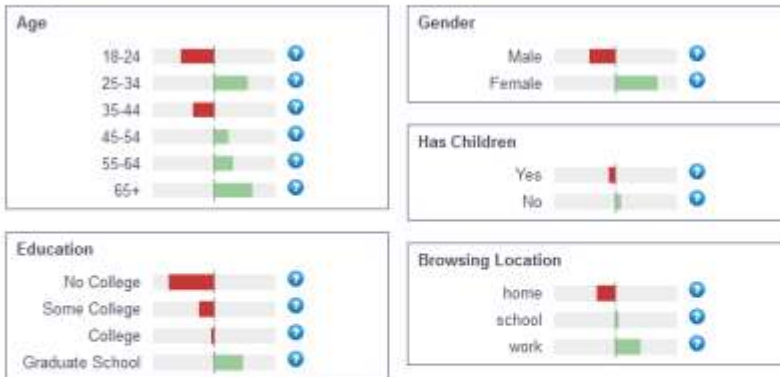 Age
18-24
25-34
35-44
45-54
55-64
65+
Education
No College
Some College
College
Graduate School
Gender
Male
Female
Has Children
Yes
No
Browsing Location
home
school
work